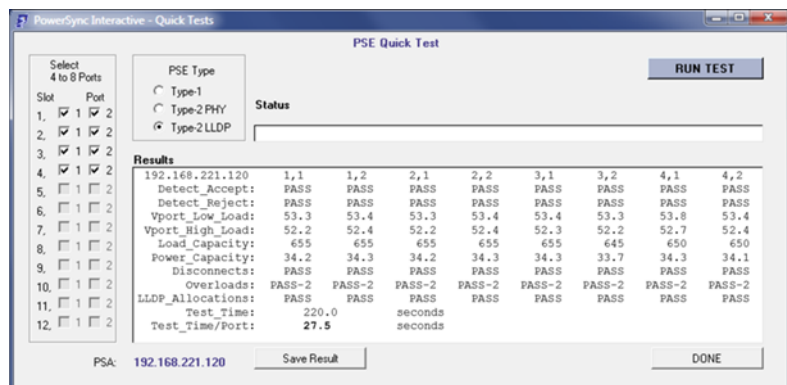 PowerSync Interactive - Quick Tests
PSE Quick Test
Select
4 to 8 Ports
Slot Port
1, 1 2
2, 1 2
3, 1 2
4, 1 2
5, 1 2
6, 1 2
7, 1 2
8, 1 2
9, 1 2
10, 1 2
11, 1 2
12, 1 2
PSE Type
Type-1
Type-2 PHY
Type-2 LLDP
RUN TEST
Status
Results
192.168.221.120 1,1 1,2 2,1 2,2 3,1 3,2 4,1 4,2
Detect_Accept: PASS PASS PASS PASS PASS PASS PASS PASS
Detect_Reject: PASS PASS PASS PASS PASS PASS PASS PASS
Vport_Low_Load: 53.3 53.4 53.3 53.4 53.4 53.3 53.8 53.4
Vport_High_Load: 52.2 52.4 52.2 52.4 52.3 52.2 52.7 52.4
Load_Capacity: 655 655 655 655 655 645 650 650
Power_Capacity: 34.2 34.3 34.2 34.3 34.3 33.7 34.3 34.1
Disconnects: PASS PASS PASS PASS PASS PASS PASS PASS
Overloads: PASS-2 PASS-2 PASS-2 PASS-2 PASS-2 PASS-2 PASS-2 PASS-2
LLDP_Allocations: PASS PASS PASS PASS PASS PASS PASS PASS
Test_Time: 220.0 seconds
Test_Time/Port: 27.5 seconds
PSA: 192.168.221.120
Save Result
DONE